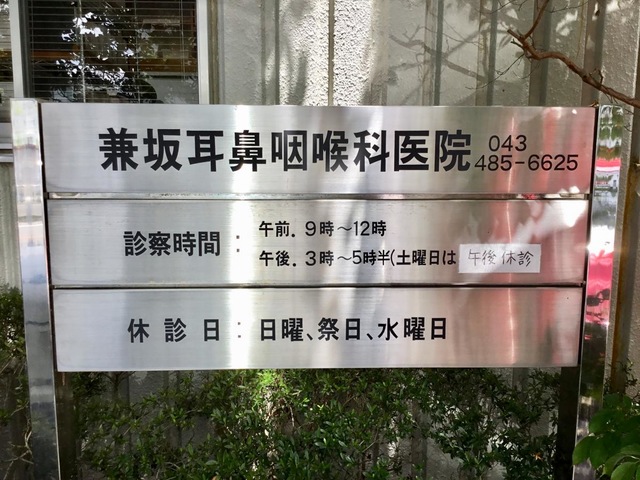 兼坂耳鼻咽喉科医院 043 485-6625
診察時間: 午前. 9時〜12時
午後. 3時〜5時半(土曜日は 午後休診
休診日: 日曜、祭日、水曜日